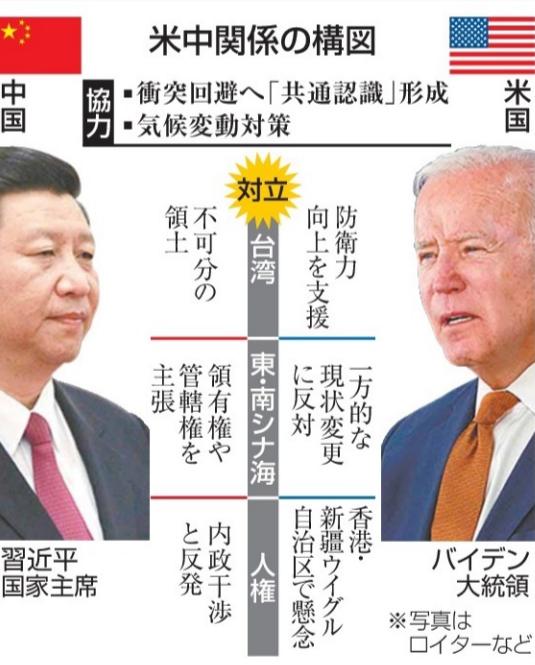 米中関係の構図
中国
米国
協力
▪衝突回避へ「共通認識」形成
▪気候変動対策
対立
台湾
不可分の
領土
防衛力
向上を支援
東・南シナ海
領有権や
管轄権を
主張
一方的な
現状変更
に反対
人権
内政干渉
と反発
香港・
新疆ウイグル
自治区で懸念
習近平
国家主席
バイデン
大統領
※写真は
ロイターなど